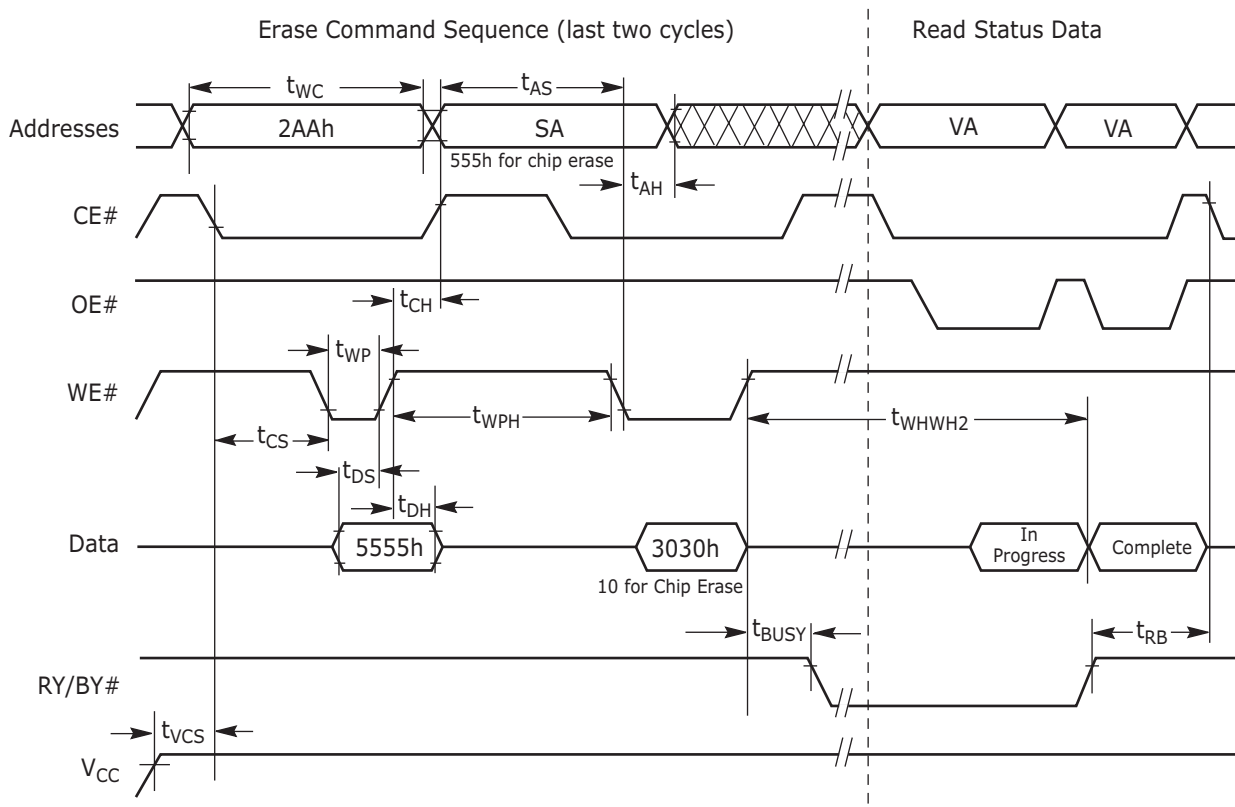 Erase Command Sequence (last two cycles)
Read Status Data
tWC
tAS
Addresses
2AAh
SA
VA
VA
555h for chip erase
tAH
CE#
OE#
tCH
tWP
WE#
tWPH
tWHWH2
tCS
tDS
tDH
Data
5555h
3030h
In
Progress
Complete
10 for Chip Erase
tBUSY
tRB
RY/BY#
tVCS
VCC